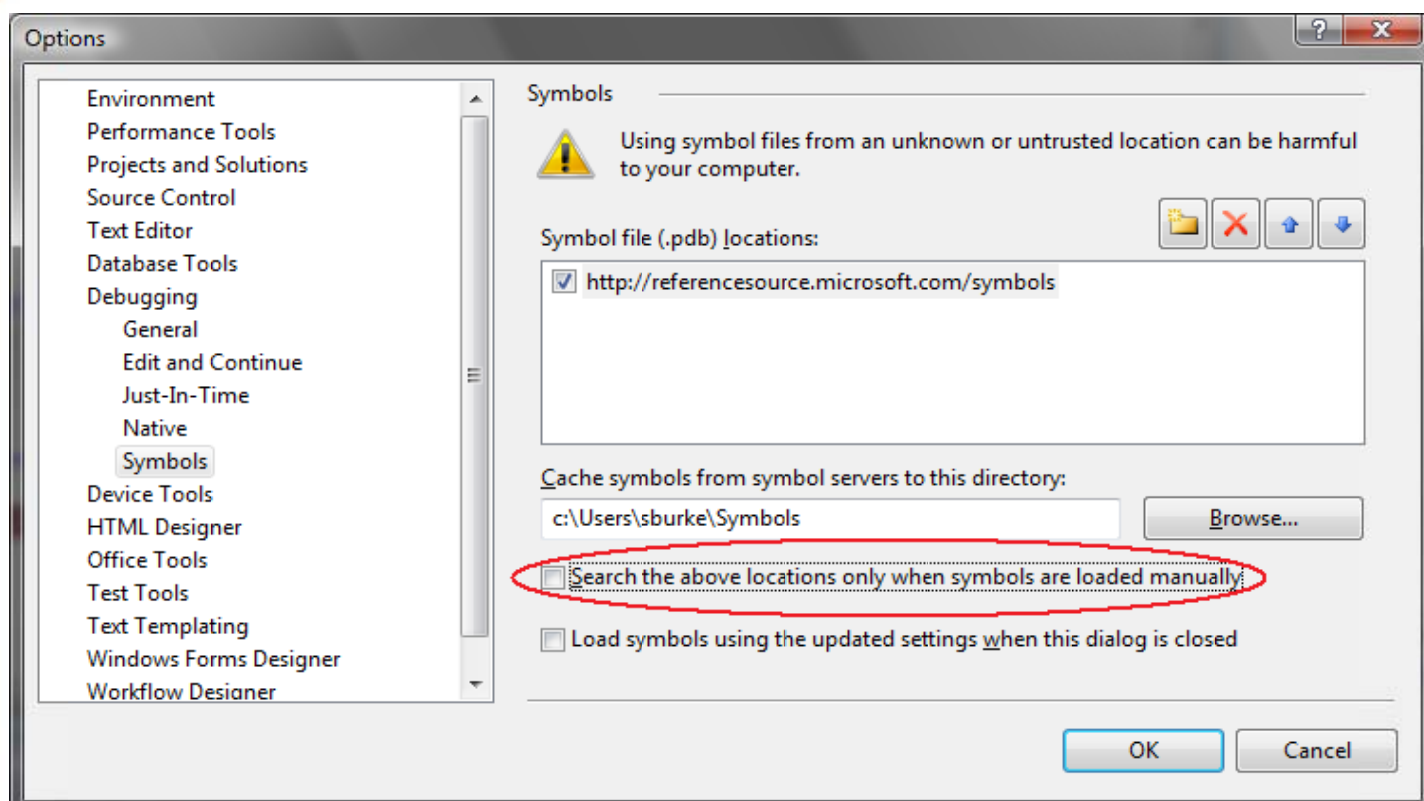 Options
Environment
Performance Tools
Projects and Solutions
Source Control
Text Editor
Database Tools
Debugging
General
Edit and Continue
Just-In-Time
Native
Symbols
Device Tools
HTML Designer
Office Tools
Test Tools
Text Templating
Windows Forms Designer
Workflow Designer
Symbols
Using symbol files from an unknown or untrusted location can be harmful
to your computer.
Symbol file (.pdb) locations:
http://referencesource.microsoft.com/symbols
Cache symbols from symbol servers to this directory:
c:\Users\sburke\Symbols
Browse...
Search the above locations only when symbols are loaded manually
Load symbols using the updated settings when this dialog is closed
OK
Cancel